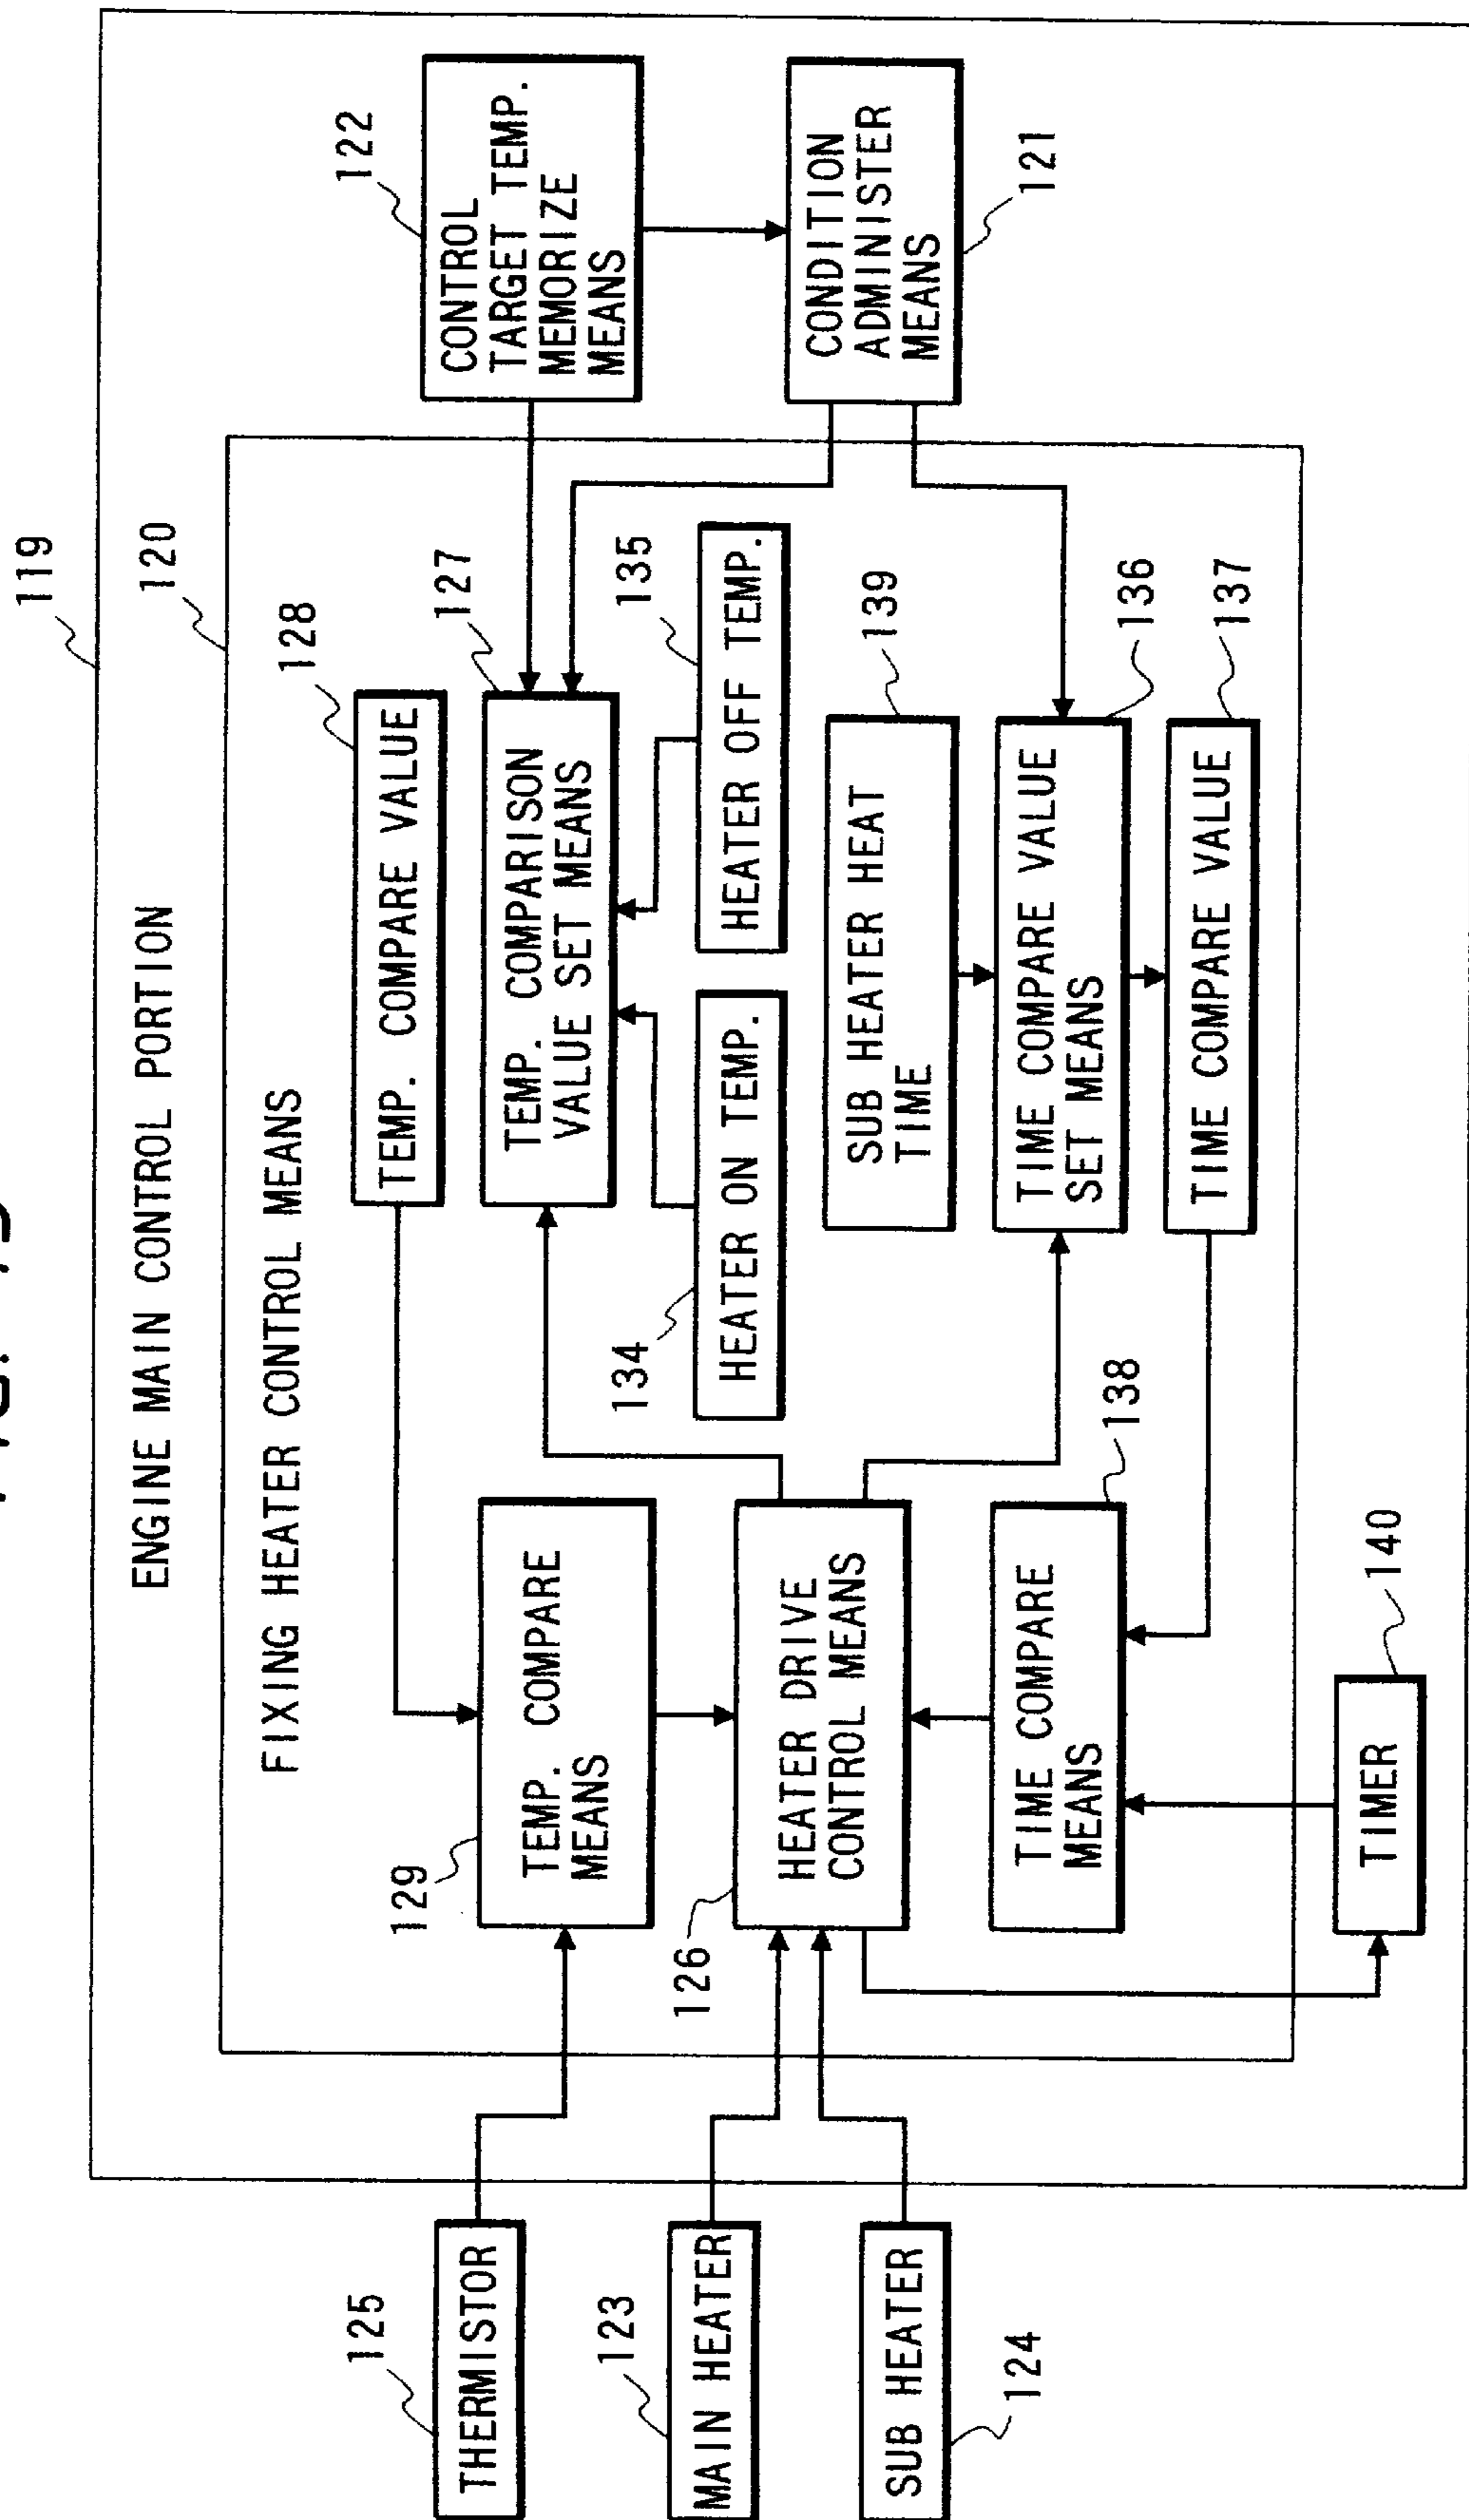 119
ENGINE MAIN CONTROL PORTION
120
FIXING HEATER CONTROL MEANS
128
TEMP. COMPARE VALUE
122
CONTROL
TARGET TEMP.
MEMORIZE
MEANS
125
THERMISTOR
129
TEMP. COMPARE
MEANS
127
TEMP. COMPARISON
VALUE SET MEANS
134
HEATER ON TEMP.
135
HEATER OFF TEMP.
123
MAIN HEATER
126
HEATER DRIVE
CONTROL MEANS
139
SUB HEATER HEAT
TIME
CONDITION
ADMINISTER
MEANS
121
SUB HEATER
124
138
TIME COMPARE
MEANS
136
TIME COMPARE VALUE
SET MEANS
137
TIME COMPARE VALUE
140
TIMER